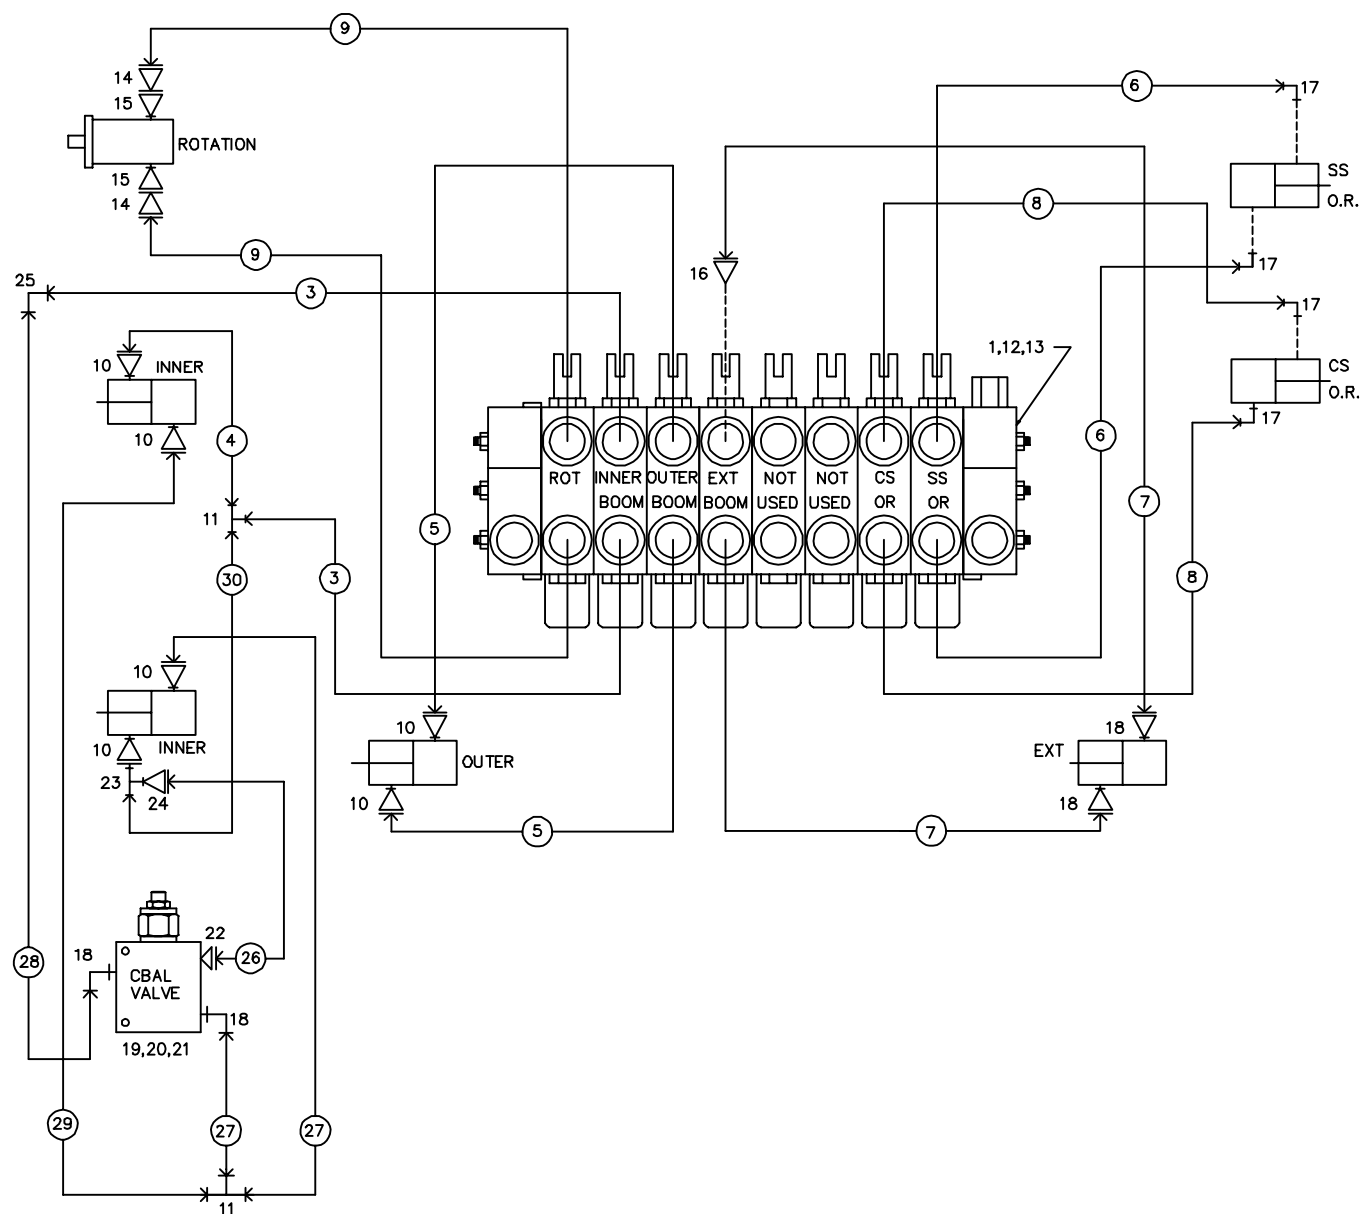 9
14
6
17
15
ROTATION
SS
15
O.R.
14
8
9
17
16
25
3
17
1,12,13
10
INNER
CS
O.R.
10
4
17
6
ROT
INNER
BOOM
OUTER
BOOM
EXT
BOOM
NOT
USED
NOT
USED
CS
OR
SS
OR
7
11
5
30
3
8
10
INNER
10
10
18
OUTER
EXT
23
24
10
18
5
7
22
18
28
26
CBAL
VALVE
18
19,20,21
29
27
27
11